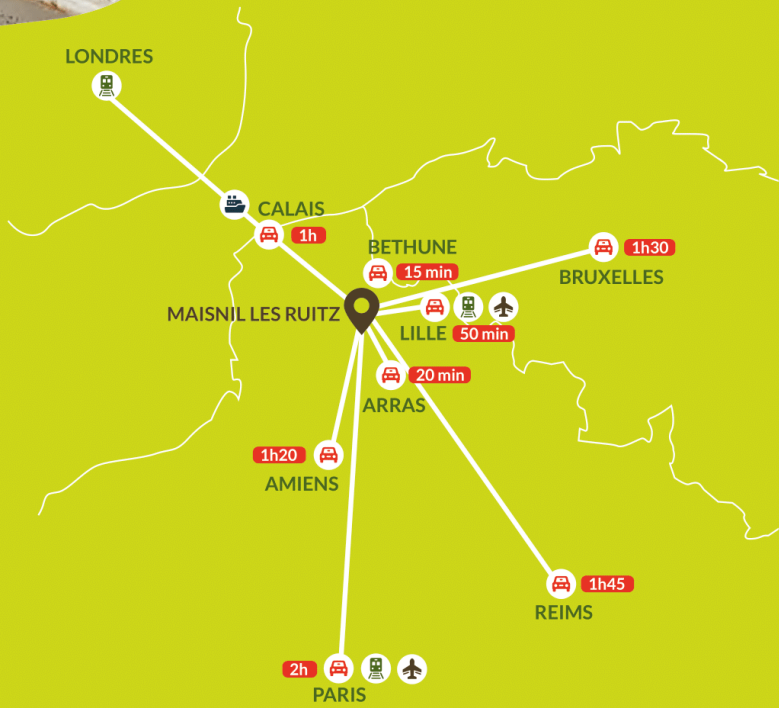 LONDRES
CALAIS
1h
BETHUNE
15 min
1h30
BRUXELLES
MAISNIL LES RUITZ
LILLE
50 min
20 min
ARRAS
1h20
AMIENS
1h45
REIMS
2h
PARIS